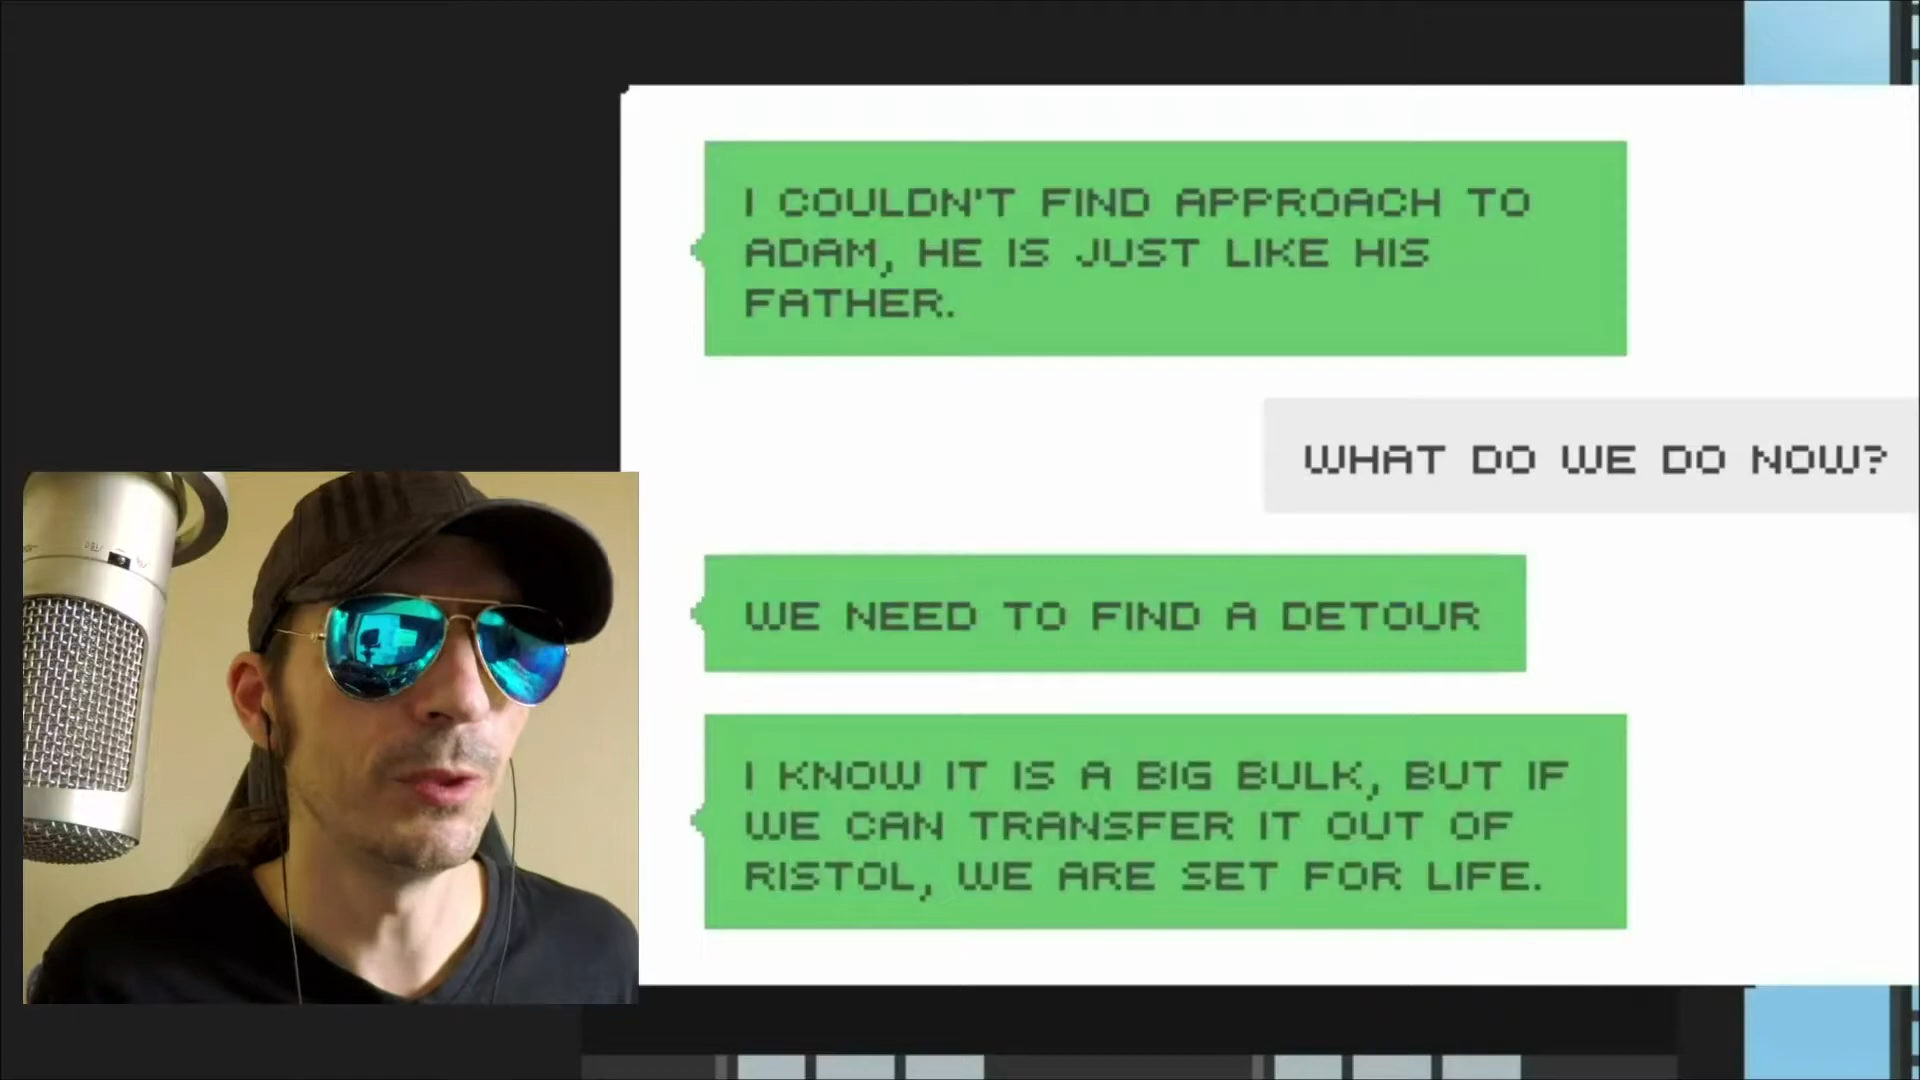 I COULDN'T FIND APPROACH TO
ADAM, HE IS JUST LIKE HIS
FATHER.
WHAT DO WE DO NOW?
WE NEED TO FIND A DETOUR
I KNOW IT IS A BIG BULK, BUT IF
WE CAN TRANSFER IT OUT OF
RISTOL, WE ARE SET FOR LIFE.